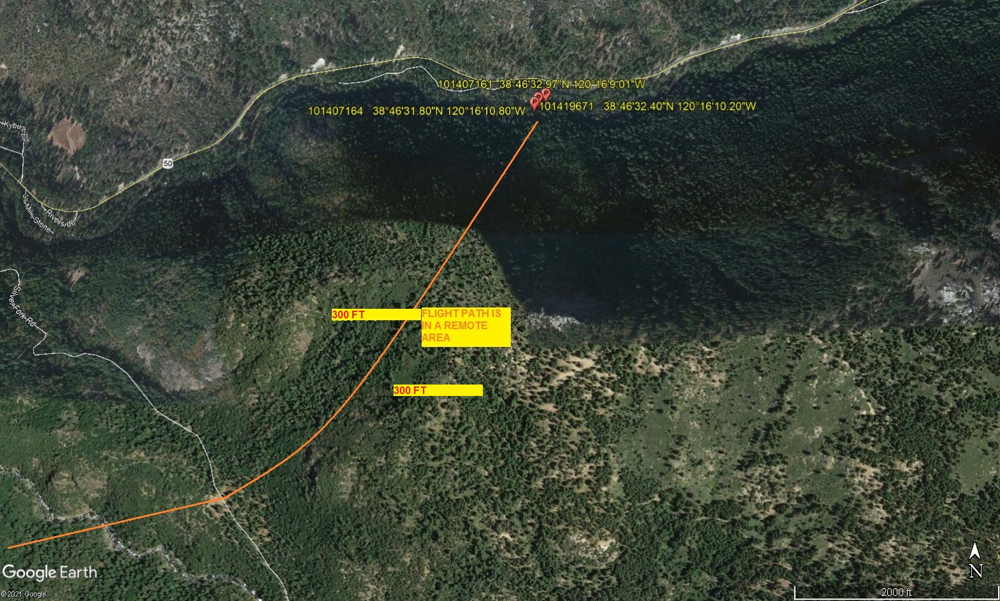 101407161 38°46'32.97"N 120°16'9.01"W
P P P
101419671 38°46'32.40"N 120°16'10.20"W
101407164 38°46'31.80"N 120°16'10.80"W
Kybuz Dr
50
Riverside
39 Mile Stone
Silver Fork Rd
300 FT
FLIGHT PATH IS
IN A REMOTE
AREA
300 FT
Google Earth
©2021 Google
N
2000 ft